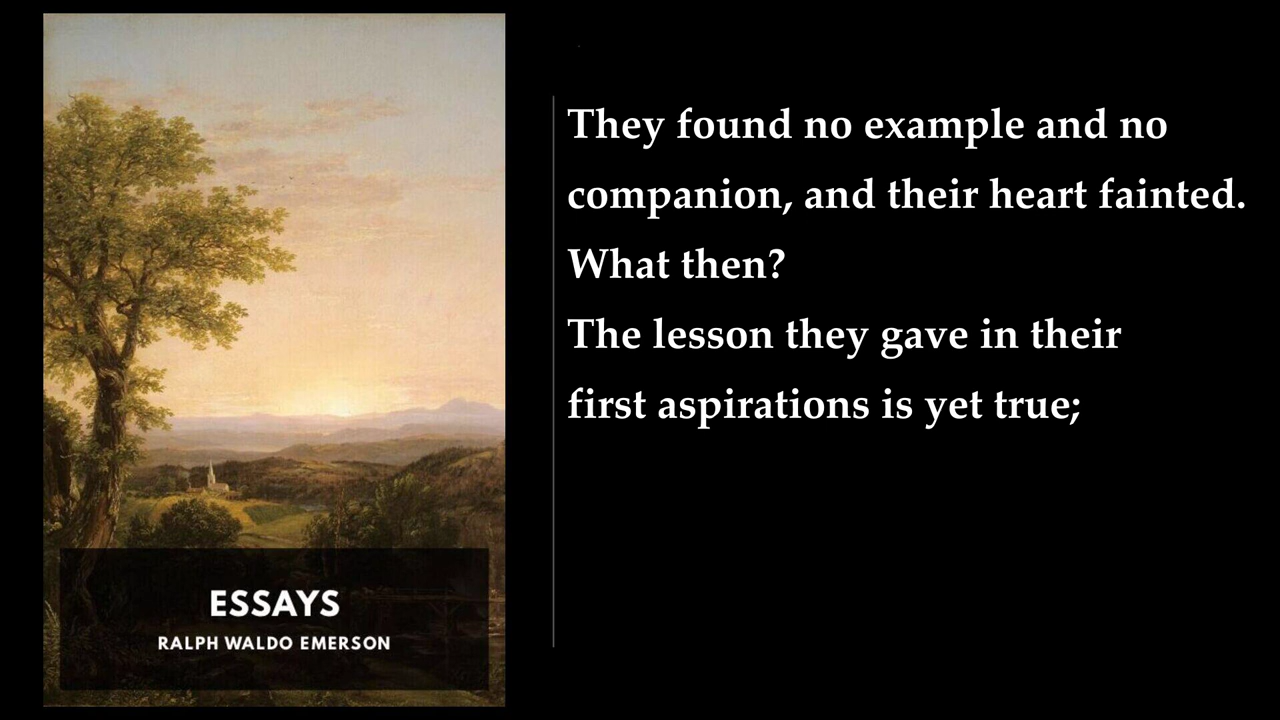 ESSAYS
RALPH WALDO EMERSON
They found no example and no
companion, and their heart fainted.
What then?
The lesson they gave in their
first aspirations is yet true;